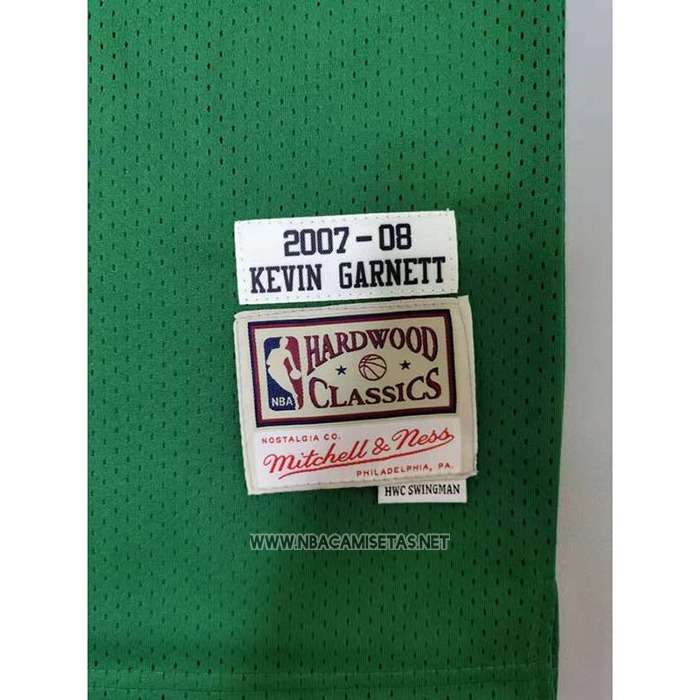 2007-08
KEVIN GARNETT
HARDWOOD
CLASSICS
NBA
NOSTALGIA CO.
Mitchell & Ness
PHILADELPHIA, PA.
HWC SWINGMAN
WWW.NBACAMISETAS.NET